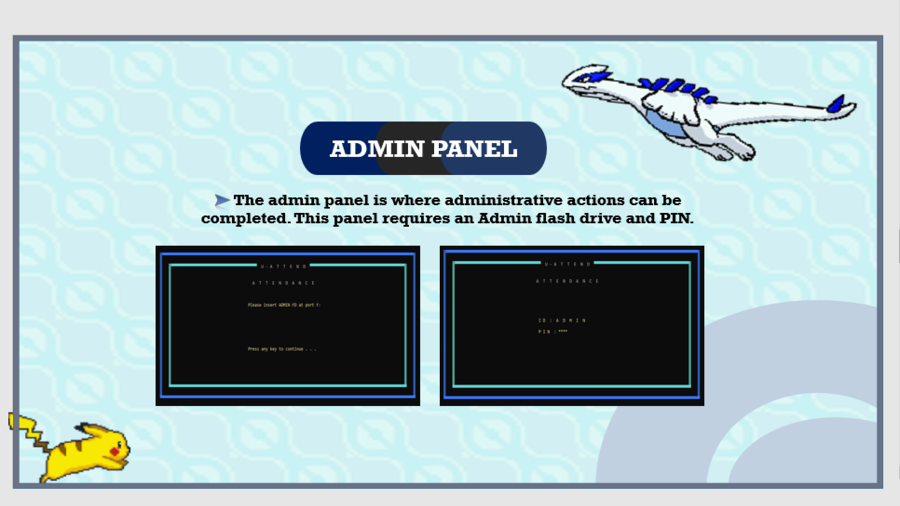 ADMIN PANEL
The admin panel is where administrative actions can be
completed. This panel requires an Admin flash drive and PIN.
U-ATTEND
ATTENDANCE
Please insert ADMIN FD at port F:
Press any key to continue . . .
U-ATTEND
ATTENDANCE
ID : A D M I N
PIN : ****